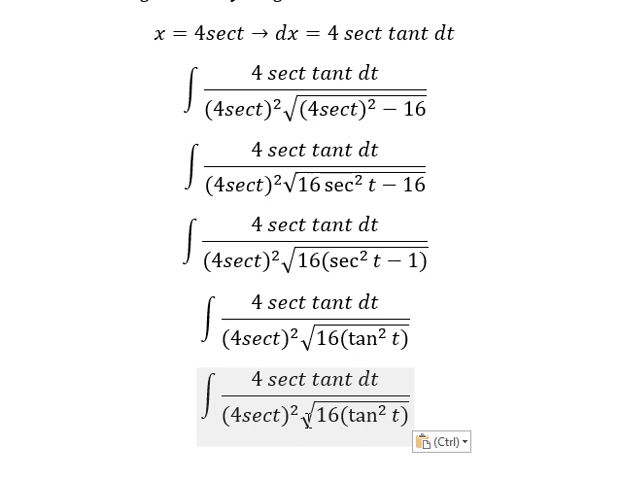 x = 4sect → dx = 4 sect tant dt
∫ 4 sect tant dt / (4sect)²√((4sect)² − 16)
∫ 4 sect tant dt / (4sect)²√(16 sec² t − 16)
∫ 4 sect tant dt / (4sect)²√(16(sec² t − 1))
∫ 4 sect tant dt / (4sect)²√(16(tan² t))
∫ 4 sect tant dt / (4sect)²√(16(tan² t))
(Ctrl)